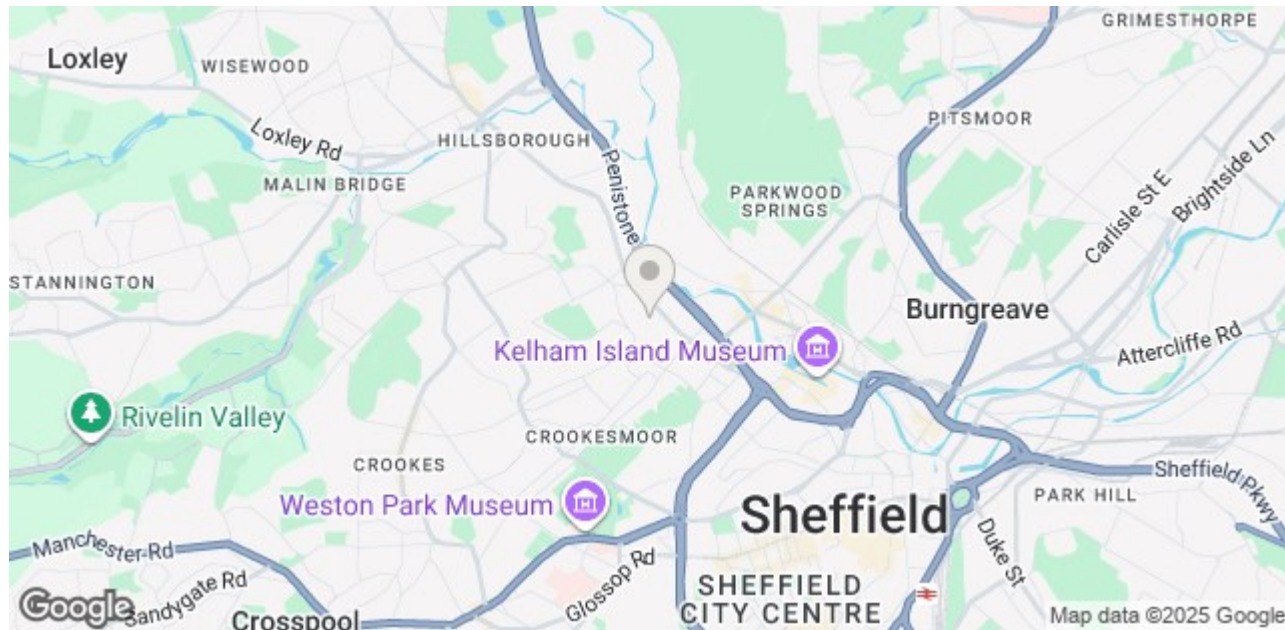 GRIMESTHORPE
Loxley
WISEWOOD
PITSMOOR
Loxley Rd
HILLSBOROUGH
Brightside Ln
Penistone
MALIN BRIDGE
PARKWOOD
SPRINGS
Carlisle St E
STANNINGTON
Burngreave
Kelham Island Museum
Attercliffe Rd
Rivelin Valley
CROOKESMOOR
CROOKES
Sheffield Pkwy
Weston Park Museum
PARK HILL
Sheffield
Manchester Rd
Duke St
Sandygate Rd
Glossop Rd
SHEFFIELD
CITY CENTRE
Crosspool
Google
Map data ©2025 Google